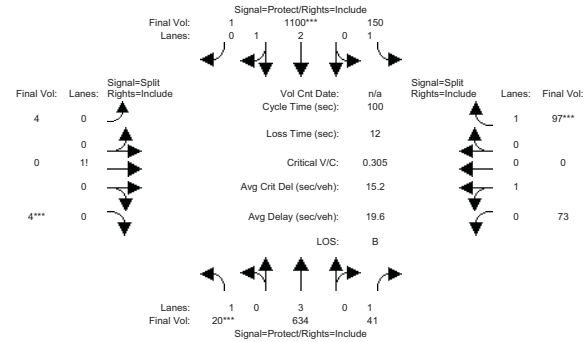 Signal=Protect/Rights=Include
Final Vol: 1 1100*** 150
Lanes: 0 1 2 0 1
Signal=Split
Final Vol: Lanes: Rights=Include
Vol Cnt Date: n/a
Signal=Split
Rights=Include Lanes: Final Vol:
Cycle Time (sec): 100
4 0
1 97***
Loss Time (sec): 12
0
0
0 1!
Critical V/C: 0.305
0 0
0
Avg Crit Del (sec/veh): 15.2
1
4*** 0
Avg Delay (sec/veh): 19.6
0 73
LOS: B
Lanes: 1 0 3 0 1
Final Vol: 20*** 634 41
Signal=Protect/Rights=Include